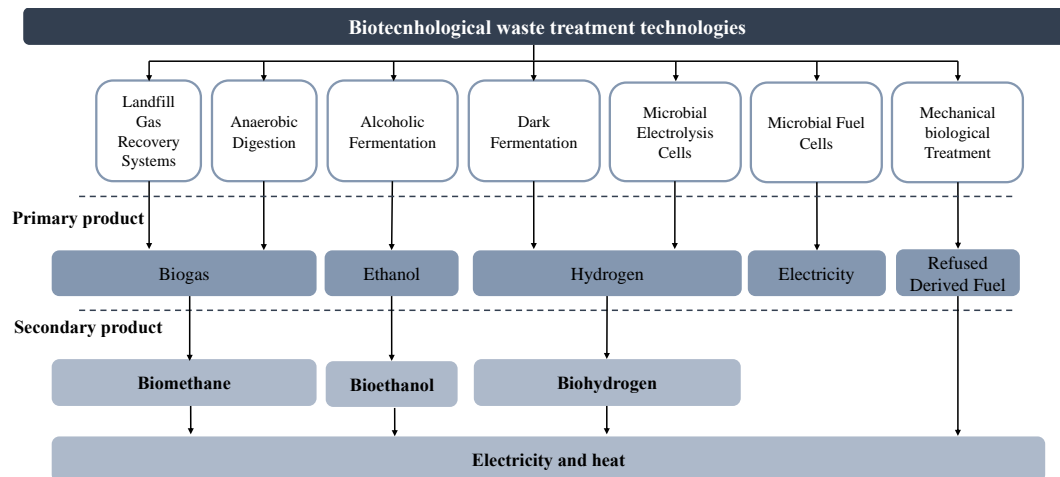 Biotecnhological waste treatment technologies
Landfill
Gas
Recovery
Systems
Anaerobic
Digestion
Alcoholic
Fermentation
Dark
Fermentation
Microbial
Electrolysis
Cells
Microbial Fuel
Cells
Mechanical
biological
Treatment
Primary product
Biogas
Ethanol
Hydrogen
Electricity
Refused
Derived Fuel
Secondary product
Biomethane
Bioethanol
Biohydrogen
Electricity and heat